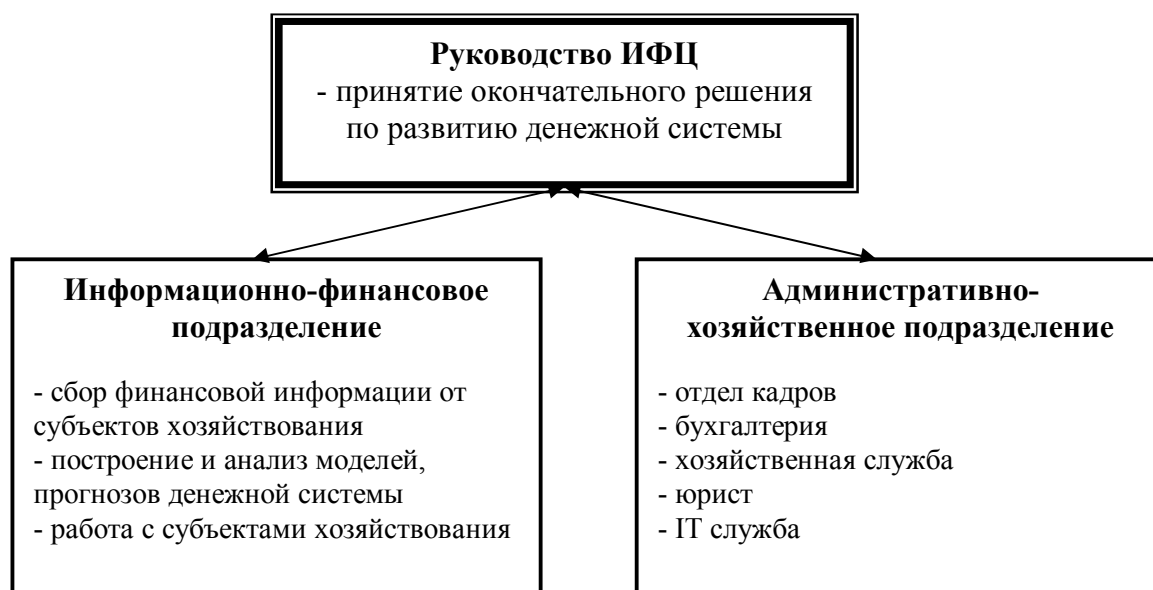 Руководство ИФЦ
- принятие окончательного решения
по развитию денежной системы
Информационно-финансовое
подразделение
- сбор финансовой информации от
субъектов хозяйствования
- построение и анализ моделей,
прогнозов денежной системы
- работа с субъектами хозяйствования
Административно-
хозяйственное подразделение
- отдел кадров
- бухгалтерия
- хозяйственная служба
- юрист
- IT служба